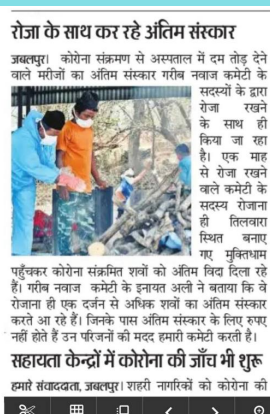 रोजा के साथ कर रहे अंतिम संस्कार
जबलपुर। कोरोना संक्रमण से अस्पताल में दम तोड़ देने
वाले मरीजों का अंतिम संस्कार गरीब नवाज कमेटी के
सदस्यों के द्वारा
रोजा रखने
के साथ ही
किया जा रहा
है। एक माह
से रोजा रखने
वाले कमेटी के
सदस्य रोजाना
ही तिलवारा
स्थित बनाए
गए मुक्तिधाम
पहुँचकर कोरोना संक्रमित शवों को अंतिम विदा दिला रहे
हैं। गरीब नवाज कमेटी के इनायत अली ने बताया कि वे
रोजाना ही एक दर्जन से अधिक शवों का अंतिम संस्कार
करते आ रहे हैं। जिनके पास अंतिम संस्कार के लिए रुपए
नहीं होते हैं उन परिजनों की मदद हमारी कमेटी करती है।
सहायता केन्द्रों में कोरोना की जाँच भी शुरू
हमारे संवाददाता, जबलपुर। शहरी नागरिकों को कोरोना की